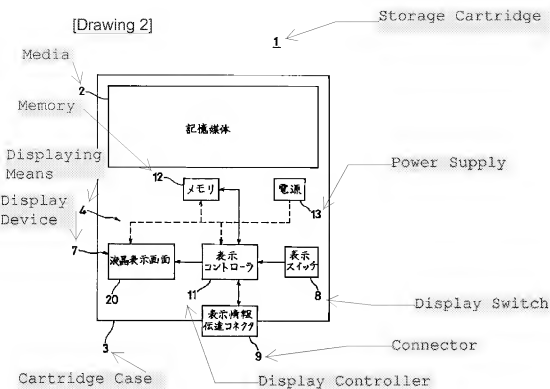 Storage Cartridge
[Drawing 2]
1
Media
2
Memory
記憶媒体
Displaying
Means
Power Supply
12
メモリ
電源
13
Display
Device
4
7
液晶表示画面
表示
コントローラ
表示
スイッチ
20
11
8
Display Switch
表示情報
伝達コネクタ
3
9
Connector
Cartridge Case
Display Controller